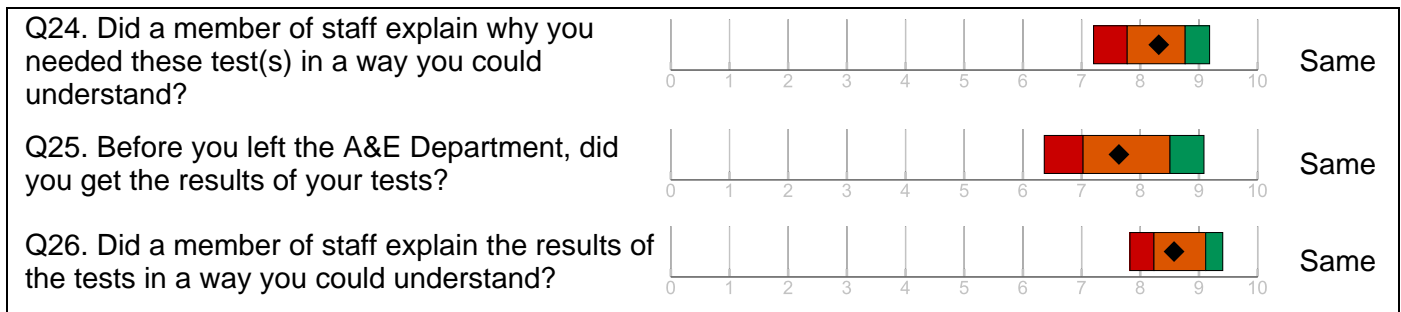 Q24. Did a member of staff explain why you
needed these test(s) in a way you could
understand?
0 1 2 3 4 5 6 7 8 9 10
Same
Q25. Before you left the A&E Department, did
you get the results of your tests?
0 1 2 3 4 5 6 7 8 9 10
Same
Q26. Did a member of staff explain the results of
the tests in a way you could understand?
0 1 2 3 4 5 6 7 8 9 10
Same